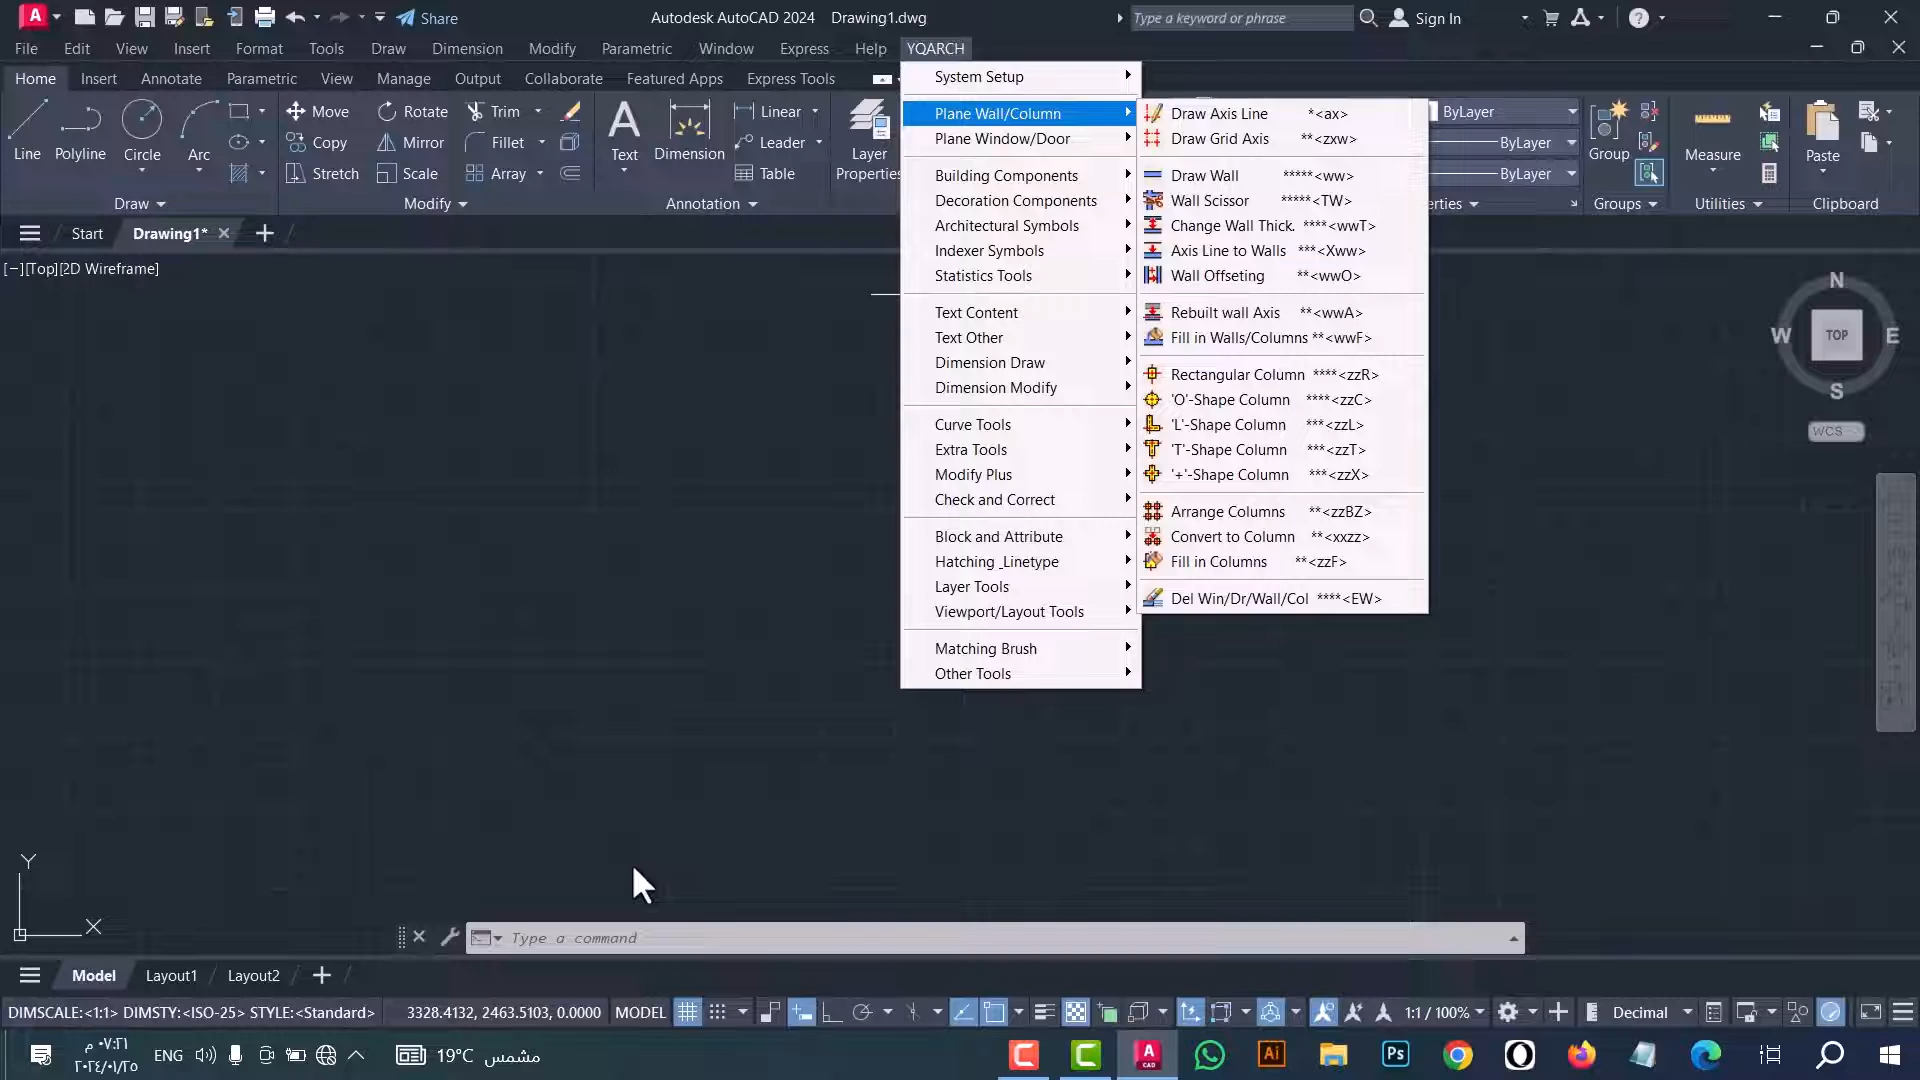 Share
Autodesk AutoCAD 2024 Drawing1.dwg
Type a keyword or phrase
Sign In
File Edit View Insert Format Tools Draw Dimension Modify Parametric Window Express Help YQARCH
Home Insert Annotate Parametric View Manage Output Collaborate Featured Apps Express Tools
Line
Polyline
Circle
Arc
Draw
Move
Copy
Stretch
Rotate
Mirror
Scale
Trim
Fillet
Array
Modify
Text
Dimension
Linear
Leader
Table
Annotation
Layer
Properties
ByLayer
ByLayer
ByLayer
erties
Group
Groups
Measure
Utilities
Paste
Clipboard
Start
Drawing1*
[−][Top][2D Wireframe]
System Setup
Plane Wall/Column
Plane Window/Door
Building Components
Decoration Components
Architectural Symbols
Indexer Symbols
Statistics Tools
Text Content
Text Other
Dimension Draw
Dimension Modify
Curve Tools
Extra Tools
Modify Plus
Check and Correct
Block and Attribute
Hatching _Linetype
Layer Tools
Viewport/Layout Tools
Matching Brush
Other Tools
Draw Axis Line *<ax>
Draw Grid Axis **<zxw>
Draw Wall *****<ww>
Wall Scissor *****<TW>
Change Wall Thick. ****<wwT>
Axis Line to Walls ***<Xww>
Wall Offseting **<wwO>
Rebuilt wall Axis **<wwA>
Fill in Walls/Columns **<wwF>
Rectangular Column ****<zzR>
'O'-Shape Column ****<zzC>
'L'-Shape Column ***<zzL>
'T'-Shape Column ***<zzT>
'+'-Shape Column ***<zzX>
Arrange Columns **<zzBZ>
Convert to Column **<xxzz>
Fill in Columns **<zzF>
Del Win/Dr/Wall/Col ****<EW>
N
W TOP E
S
WCS
Y
X
Type a command
Model Layout1 Layout2
DIMSCALE:<1:1> DIMSTY:<ISO-25> STYLE:<Standard> 3328.4132, 2463.5103, 0.0000 MODEL 1:1 / 100% Decimal
٠٧:٢١ م
٢٠٢٤/٠١/٢٥
ENG
19°C مشمس
A
CAD
Ai
Ps